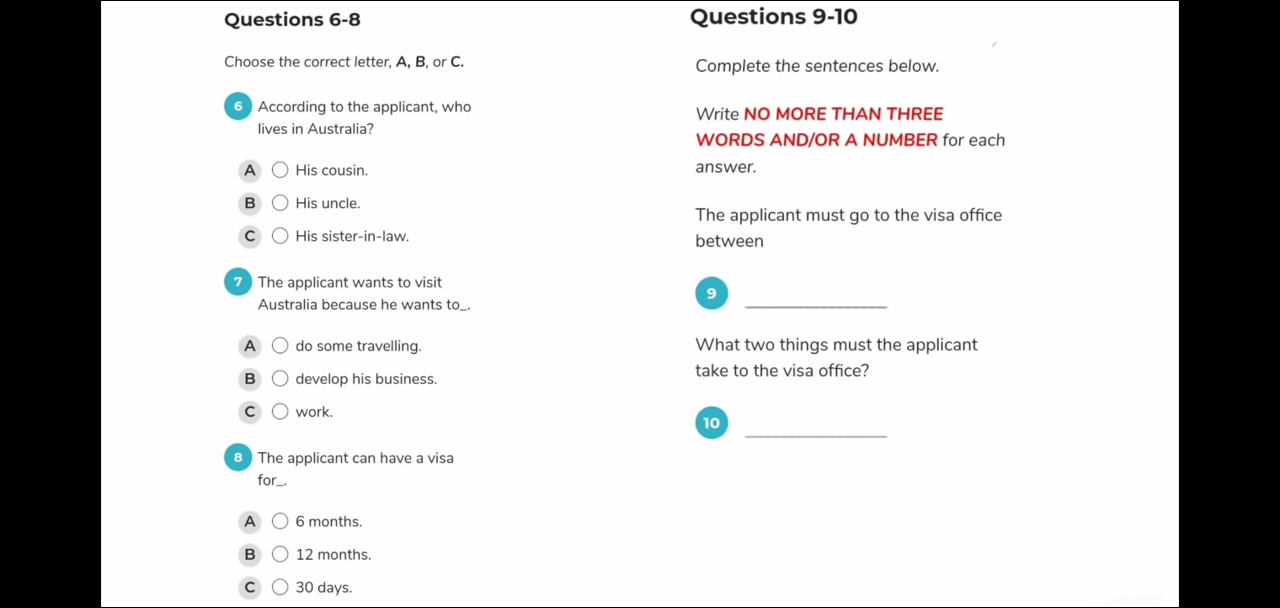 Questions 6-8
Choose the correct letter, A, B, or C.
6 According to the applicant, who
lives in Australia?
A His cousin.
B His uncle.
C His sister-in-law.
7 The applicant wants to visit
Australia because he wants to_.
A do some travelling.
B develop his business.
C work.
8 The applicant can have a visa
for_.
A 6 months.
B 12 months.
C 30 days.
Questions 9-10
Complete the sentences below.
Write NO MORE THAN THREE
WORDS AND/OR A NUMBER for each
answer.
The applicant must go to the visa office
between
9
What two things must the applicant
take to the visa office?
10